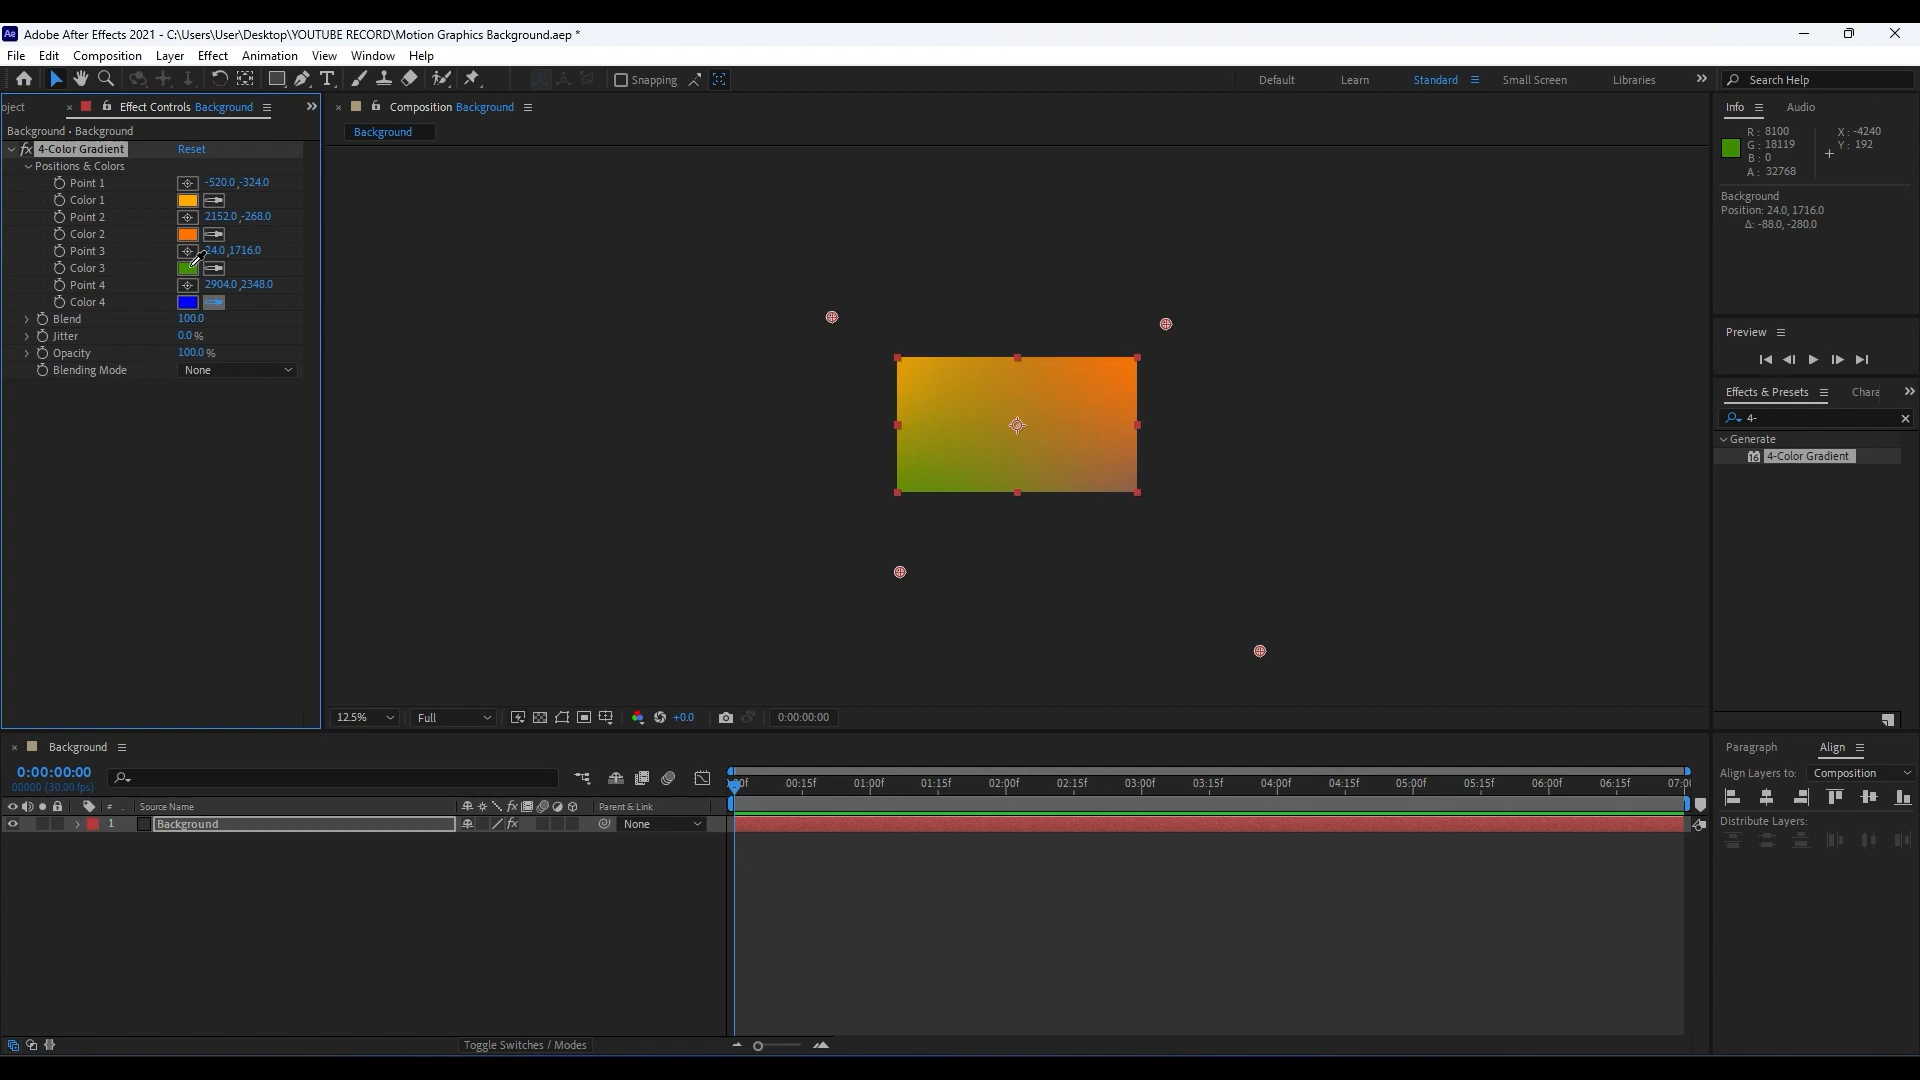 Ae Adobe After Effects 2021 - C:\Users\User\Desktop\YOUTUBE RECORD\Motion Graphics Background.aep *
File Edit Composition Layer Effect Animation View Window Help
Snapping Default Learn Standard Small Screen Libraries Search Help
oject Effect Controls Background
Composition Background
Info Audio
Background • Background
Background
R: 8100 X: -4240
G: 18119 Y: 192
B: 0
A: 32768
fx 4-Color Gradient Reset
Positions & Colors
Point 1 -520.0,-324.0
Color 1
Point 2 2152.0,-268.0
Color 2
Point 3 24.0,1716.0
Color 3
Point 4 2904.0,2348.0
Color 4
Blend 100.0
Jitter 0.0 %
Opacity 100.0 %
Blending Mode None
Background
Position: 24.0, 1716.0
Δ: -88.0, -280.0
Preview
Effects & Presets Chara
4-
Generate
16 4-Color Gradient
12.5% Full +0.0 0:00:00:00
Background
0:00:00:00
00000 (30.00 fps)
00f 00:15f 01:00f 01:15f 02:00f 02:15f 03:00f 03:15f 04:00f 04:15f 05:00f 05:15f 06:00f 06:15f 07:00
# Source Name fx Parent & Link
1 Background fx None
Paragraph Align
Align Layers to: Composition
Distribute Layers:
Toggle Switches / Modes